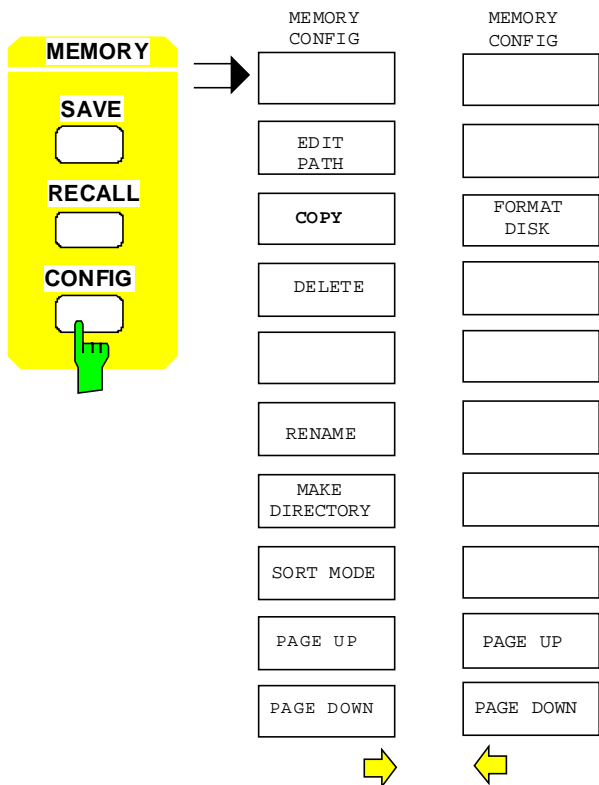 MEMORY
SAVE
RECALL
CONFIG
MEMORY
CONFIG
EDIT
PATH
COPY
DELETE
RENAME
MAKE
DIRECTORY
SORT MODE
PAGE UP
PAGE DOWN
MEMORY
CONFIG
FORMAT
DISK
PAGE UP
PAGE DOWN